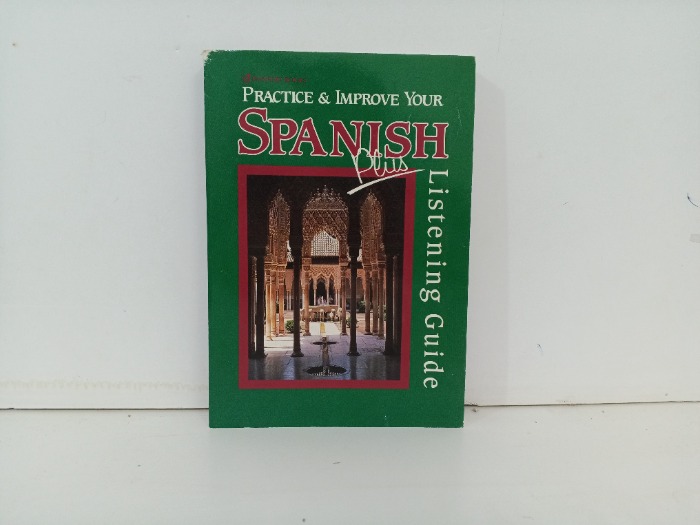 PRACTICE & IMPROVE YOUR
SPANISH
Plus
Listening Guide